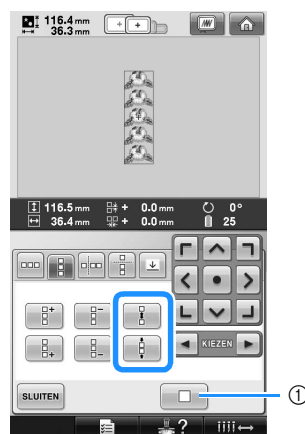 116.4 mm
36.3 mm
116.5 mm + 0.0 mm 0°
36.4 mm + 0.0 mm 25
KIEZEN
SLUITEN
①